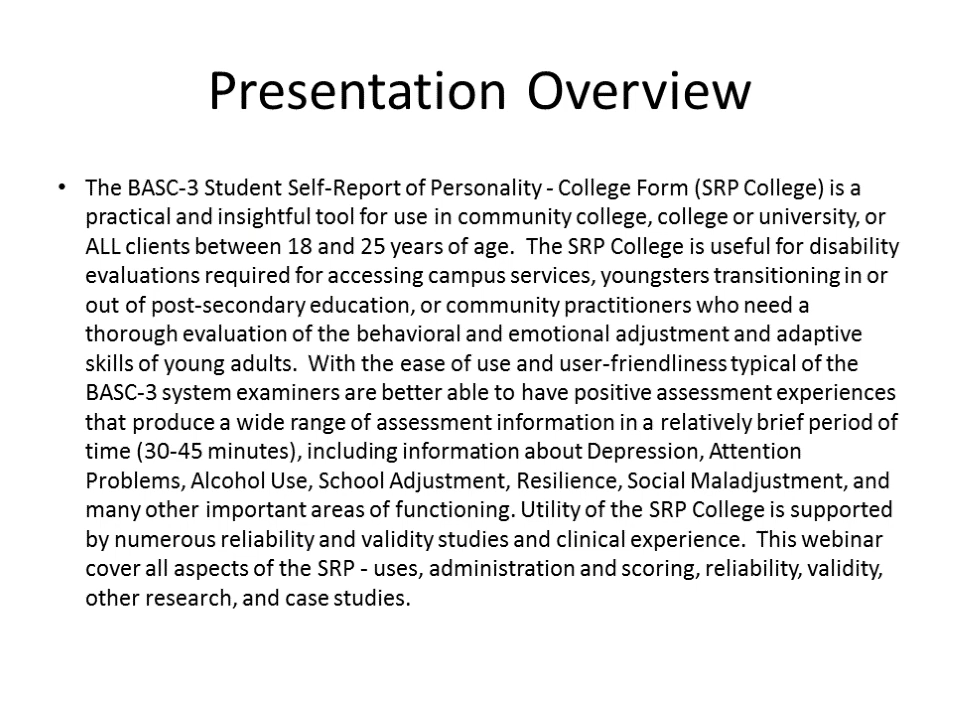 Presentation Overview
• The BASC-3 Student Self-Report of Personality - College Form (SRP College) is a
practical and insightful tool for use in community college, college or university, or
ALL clients between 18 and 25 years of age.  The SRP College is useful for disability
evaluations required for accessing campus services, youngsters transitioning in or
out of post-secondary education, or community practitioners who need a
thorough evaluation of the behavioral and emotional adjustment and adaptive
skills of young adults.  With the ease of use and user-friendliness typical of the
BASC-3 system examiners are better able to have positive assessment experiences
that produce a wide range of assessment information in a relatively brief period of
time (30-45 minutes), including information about Depression, Attention
Problems, Alcohol Use, School Adjustment, Resilience, Social Maladjustment, and
many other important areas of functioning. Utility of the SRP College is supported
by numerous reliability and validity studies and clinical experience.  This webinar
cover all aspects of the SRP - uses, administration and scoring, reliability, validity,
other research, and case studies.